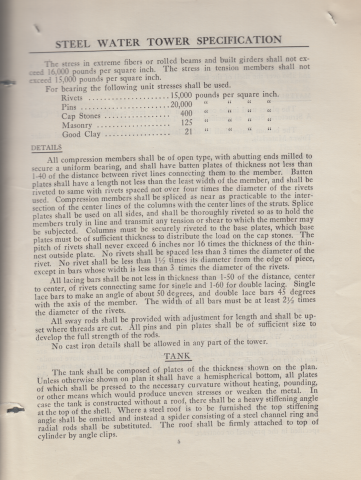 STEEL WATER TOWER SPECIFICATION
The stress in extreme fibers or rolled beams and built girders shall not ex-
ceed 16,000 pounds per square inch. The stress in tension members shall not
exceed 15,000 pounds per square inch.
For bearing the following unit stresses shall be used.
Rivets .................... 15,000 pounds per square inch.
Pins ...................... 20,000 " " " "
Cap Stones ................ 400 " " " "
Masonry ................... 125 " " " "
Good Clay ................. 21 " " " "
DETAILS
All compression members shall be of open type, with abutting ends milled to
secure a uniform bearing, and shall have batten plates of thickness not less than
1-40 of the distance between rivet lines connecting them to the member. Batten
plates shall have a length not less than the least width of the member, and shall be
riveted to same with rivets spaced not over four times the diameter of the rivets
used. Compression members shall be spliced as near as practicable to the inter-
section of the center lines of the columns with the center lines of the struts. Splice
plates shall be used on all sides, and shall be thoroughly riveted so as to hold the
members truly in line and transmit any tension or shear to which the member may
be subjected. Columns must be securely riveted to the base plates, which base
plates must be of sufficient thickness to distribute the load on the cap stones. The
pitch of rivets shall never exceed 6 inches nor 16 times the thickness of the thin-
nest outside plate. No rivets shall be spaced less than 3 times the diameter of the
rivet. No rivet shall be less than 1½ times its diameter from the edge of piece,
except in bars whose width is less than 3 times the diameter of the rivets.
All lacing bars shall be not less in thickness than 1-50 of the distance, center
to center, of rivets connecting same for single and 1-60 for double lacing. Single
lace bars to make an angle of about 50 degrees, and double lace bars 45 degrees
with the axis of the member. The width of all bars must be at least 2½ times
the diameter of the rivets.
All sway rods shall be provided with adjustment for length and shall be up-
set where threads are cut. All pins and pin plates shall be of sufficient size to
develop the full strength of the rods.
No cast iron details shall be allowed in any part of the tower.
TANK
The tank shall be composed of plates of the thickness shown on the plan.
Unless otherwise shown on plan it shall have a hemispherical bottom, all plates
of which shall be pressed to the necessary curvature without heating, pounding,
or other means which would produce uneven stresses or weaken the metal. In
case the tank is constructed without a roof, there shall be a heavy stiffening angle
at the top of the shell. Where a steel roof is to be furnished the top stiffening
angle shall be omitted and instead a spider consisting of a steel channel ring and
radial rods shall be substituted. The roof shall be firmly attached to top of
cylinder by angle clips.